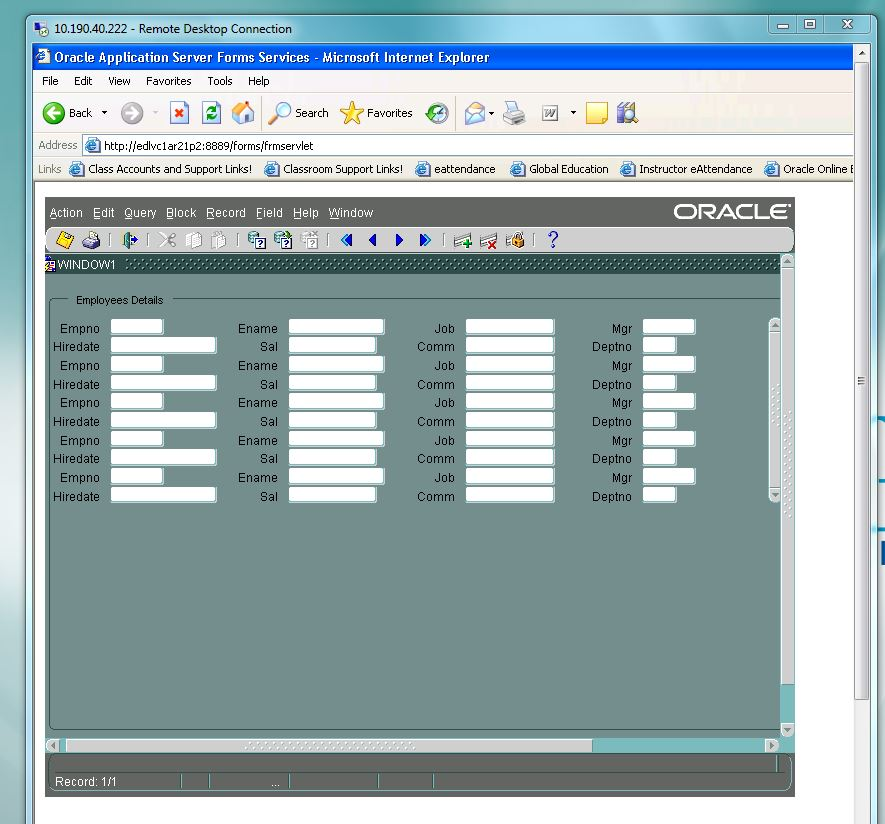 10.190.40.222 - Remote Desktop Connection
Oracle Application Server Forms Services - Microsoft Internet Explorer
File Edit View Favorites Tools Help
Back Search Favorites
Address http://edlvc1ar21p2:8889/forms/frmservlet
Links Class Accounts and Support Links! Classroom Support Links! eattendance Global Education Instructor eAttendance Oracle Online E
Action Edit Query Block Record Field Help Window ORACLE
WINDOW1
Employees Details
Empno Ename Job Mgr
Hiredate Sal Comm Deptno
Empno Ename Job Mgr
Hiredate Sal Comm Deptno
Empno Ename Job Mgr
Hiredate Sal Comm Deptno
Empno Ename Job Mgr
Hiredate Sal Comm Deptno
Empno Ename Job Mgr
Hiredate Sal Comm Deptno
Record: 1/1 ...